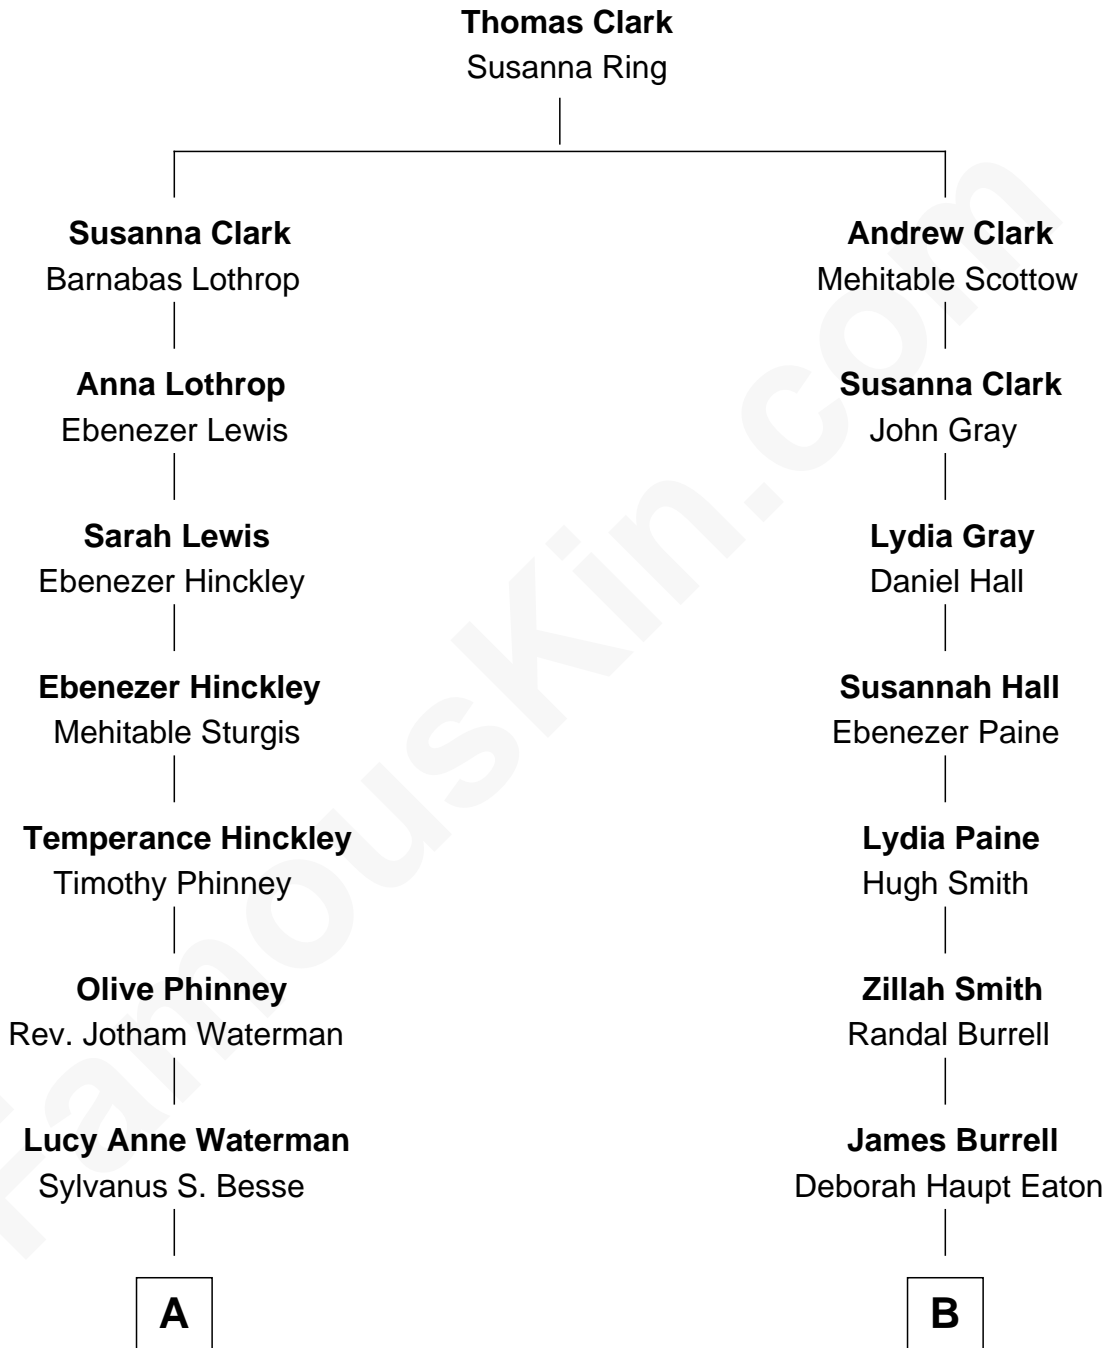 Thomas Clark
Susanna Ring
Susanna Clark
Barnabas Lothrop
Anna Lothrop
Ebenezer Lewis
Sarah Lewis
Ebenezer Hinckley
Ebenezer Hinckley
Mehitable Sturgis
Temperance Hinckley
Timothy Phinney
Olive Phinney
Rev. Jotham Waterman
Lucy Anne Waterman
Sylvanus S. Besse
A
Andrew Clark
Mehitable Scottow
Susanna Clark
John Gray
Lydia Gray
Daniel Hall
Susannah Hall
Ebenezer Paine
Lydia Paine
Hugh Smith
Zillah Smith
Randal Burrell
James Burrell
Deborah Haupt Eaton
B
FamousKin.com